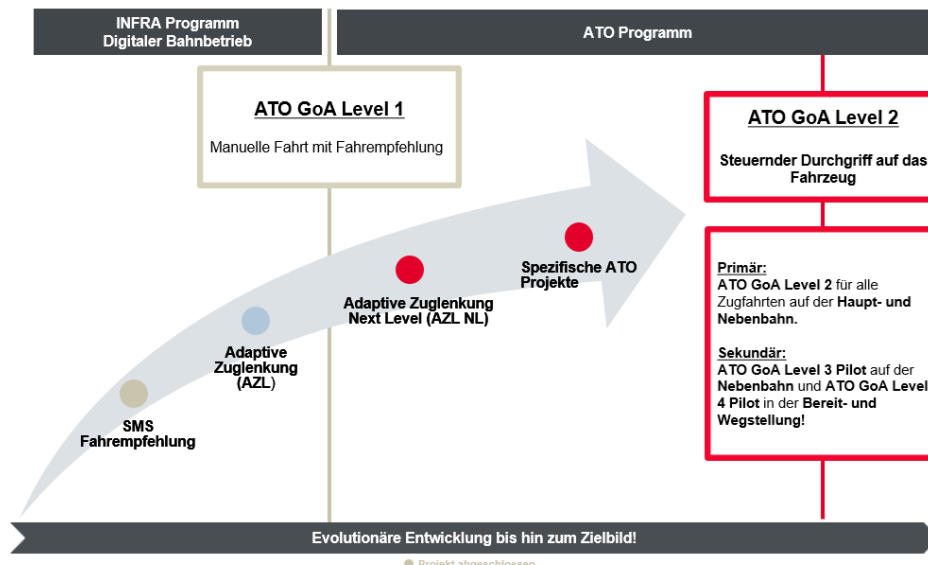 INFRA Programm
Digitaler Bahnbetrieb
ATO Programm
ATO GoA Level 1
Manuelle Fahrt mit Fahrempfehlung
ATO GoA Level 2
Steuernder Durchgriff auf das
Fahrzeug
Spezifische ATO
Projekte
Adaptive Zuglenkung
Next Level (AZL NL)
Adaptive
Zuglenkung
(AZL)
SMS
Fahrempfehlung
Primär:
ATO GoA Level 2 für alle
Zugfahrten auf der Haupt- und
Nebenbahn.
Sekundär:
ATO GoA Level 3 Pilot auf der
Nebenbahn und ATO GoA Level
4 Pilot in der Bereit- und
Wegstellung!
Evolutionäre Entwicklung bis hin zum Zielbild!
Projekt abgeschlossen